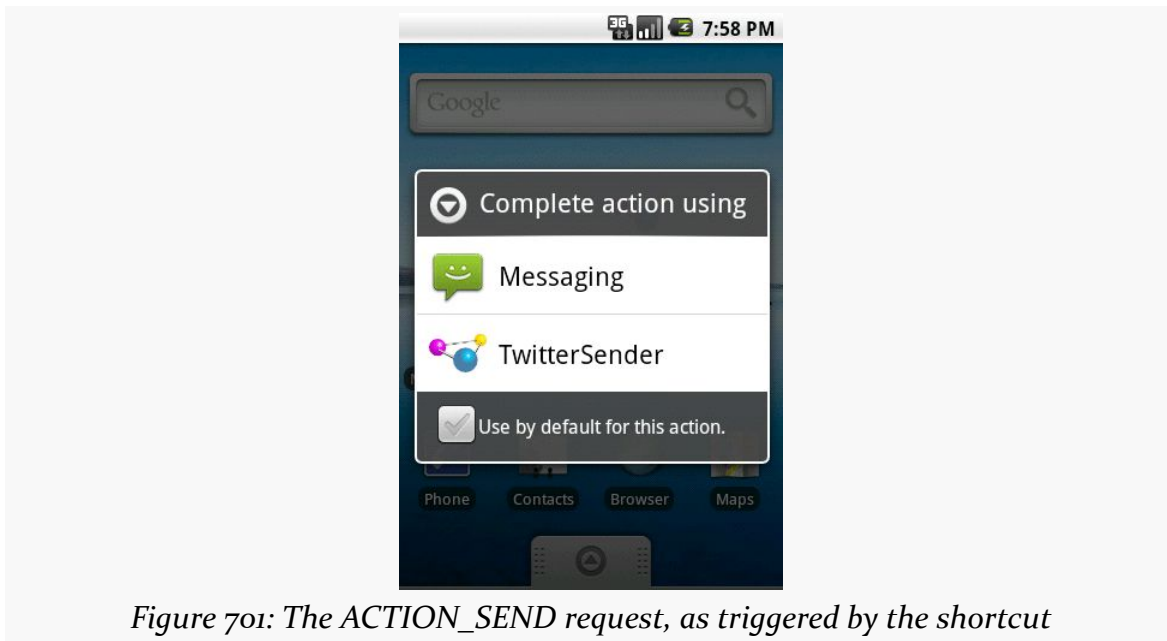 7:58 PM
Google
Complete action using
Messaging
TwitterSender
Use by default for this action.
Phone Contacts Browser Maps
Figure 701: The ACTION_SEND request, as triggered by the shortcut